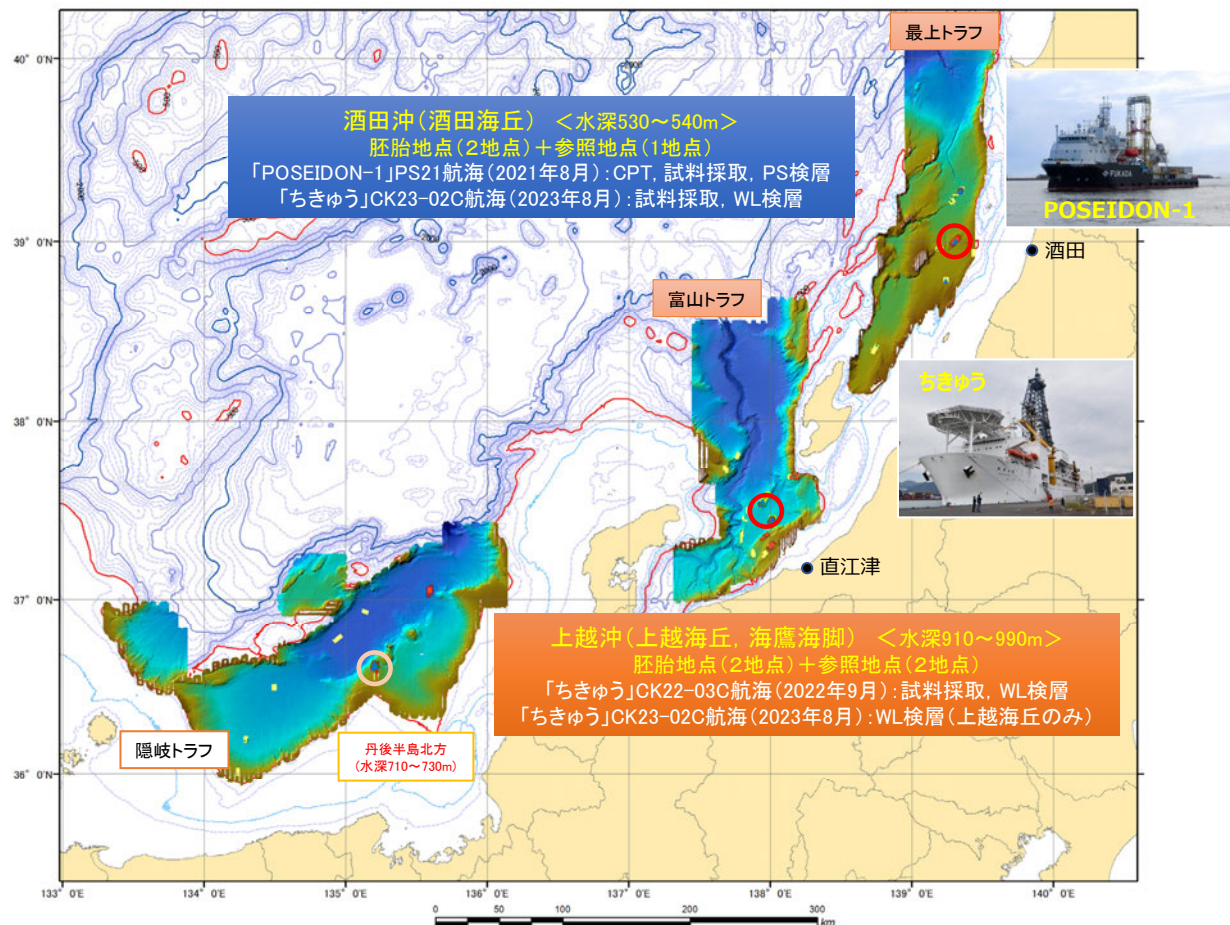 最上トラフ
酒田沖(酒田海丘) <水深530~540m>
胚胎地点(2地点)+参照地点(1地点)
「POSEIDON-1」PS21航海(2021年8月):CPT, 試料採取, PS検層
「ちきゅう」CK23-02C航海(2023年8月):試料採取, WL検層
FUKADA
POSEIDON-1
酒田
富山トラフ
ちきゅう
直江津
上越沖(上越海丘, 海鷹海脚) <水深910~990m>
胚胎地点(2地点)+参照地点(2地点)
「ちきゅう」CK22-03C航海(2022年9月):試料採取, WL検層
「ちきゅう」CK23-02C航海(2023年8月):WL検層(上越海丘のみ)
隠岐トラフ
丹後半島北方
(水深710~730m)
40° 0'N
39° 0'N
38° 0'N
37° 0'N
36° 0'N
133° 0'E
134° 0'E
135° 0'E
136° 0'E
137° 0'E
138° 0'E
139° 0'E
140° 0'E
0 50 100 200 300
km